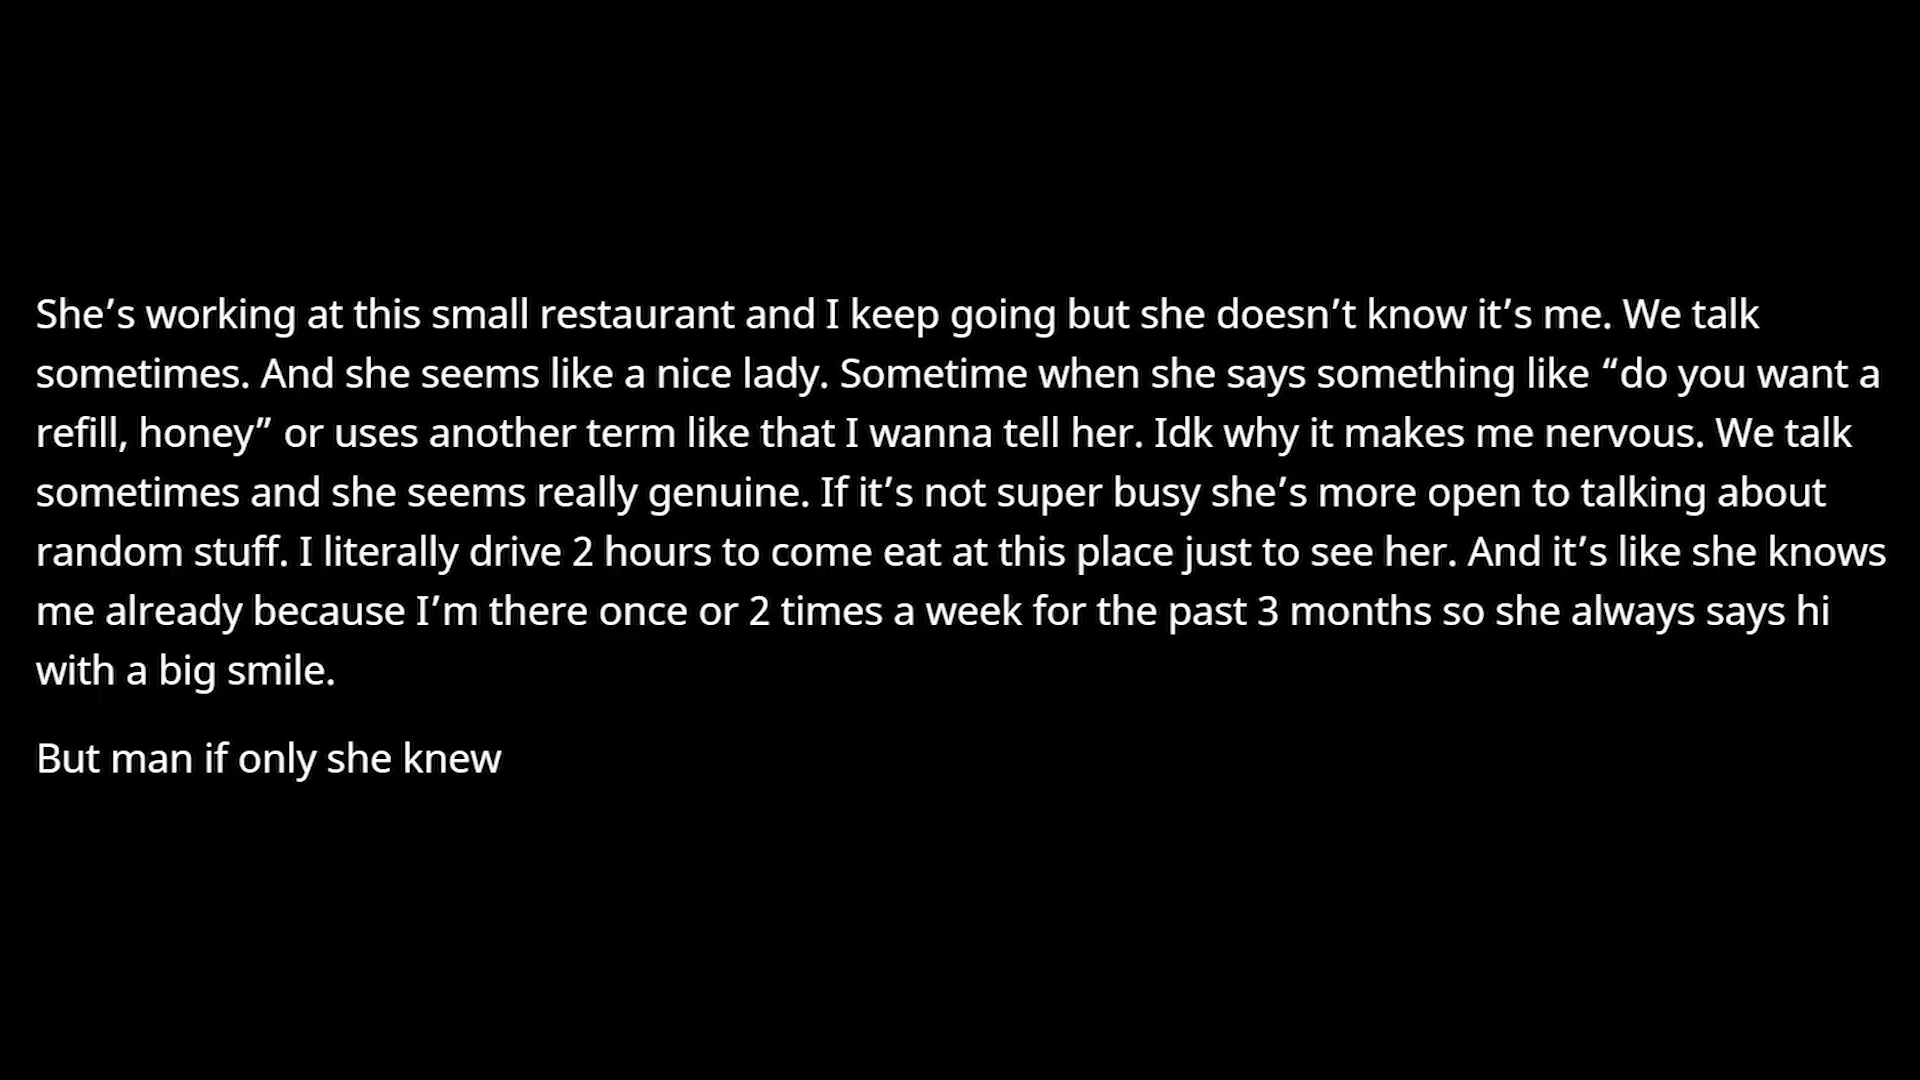 She’s working at this small restaurant and I keep going but she doesn’t know it’s me. We talk
sometimes. And she seems like a nice lady. Sometime when she says something like “do you want a
refill, honey” or uses another term like that I wanna tell her. Idk why it makes me nervous. We talk
sometimes and she seems really genuine. If it’s not super busy she’s more open to talking about
random stuff. I literally drive 2 hours to come eat at this place just to see her. And it’s like she knows
me already because I’m there once or 2 times a week for the past 3 months so she always says hi
with a big smile.
But man if only she knew